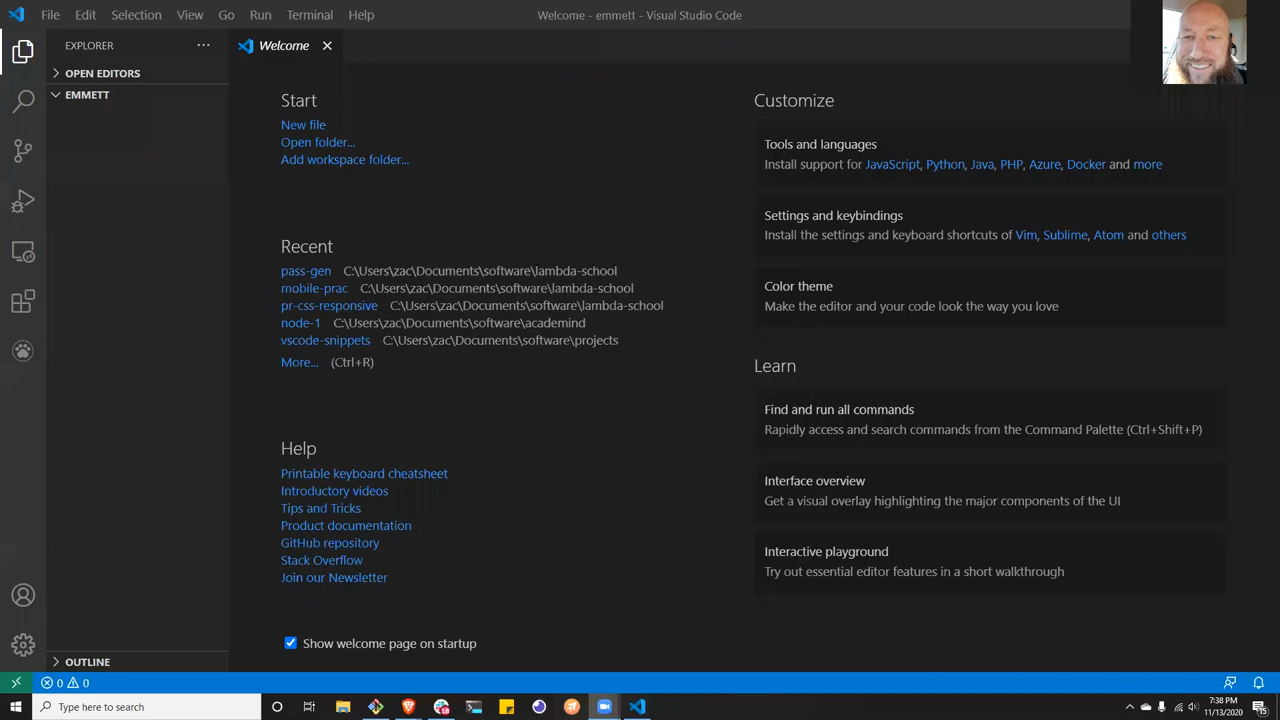 File Edit Selection View Go Run Terminal Help
Welcome - emmett - Visual Studio Code
EXPLORER
OPEN EDITORS
EMMETT
OUTLINE
Welcome
Start
New file
Open folder...
Add workspace folder...
Recent
pass-gen C:\Users\zac\Documents\software\lambda-school
mobile-prac C:\Users\zac\Documents\software\lambda-school
pr-css-responsive C:\Users\zac\Documents\software\lambda-school
node-1 C:\Users\zac\Documents\software\academind
vscode-snippets C:\Users\zac\Documents\software\projects
More... (Ctrl+R)
Help
Printable keyboard cheatsheet
Introductory videos
Tips and Tricks
Product documentation
GitHub repository
Stack Overflow
Join our Newsletter
Show welcome page on startup
Customize
Tools and languages
Install support for JavaScript, Python, Java, PHP, Azure, Docker and more
Settings and keybindings
Install the settings and keyboard shortcuts of Vim, Sublime, Atom and others
Color theme
Make the editor and your code look the way you love
Learn
Find and run all commands
Rapidly access and search commands from the Command Palette (Ctrl+Shift+P)
Interface overview
Get a visual overlay highlighting the major components of the UI
Interactive playground
Try out essential editor features in a short walkthrough
0 0
Type here to search
7:38 PM
11/13/2020